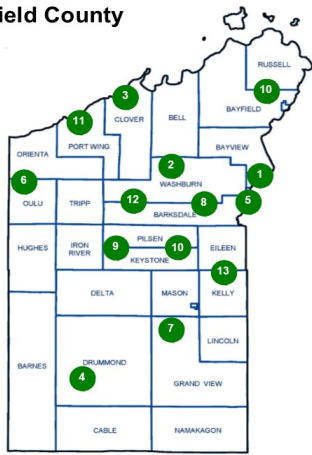 field County
RUSSELL
10
3
BAYFIELD
11
CLOVER
BELL
PORT WING
BAYVIEW
ORIENTA
2
1
6
WASHBURN
OULU
TRIPP
12
8
5
BARKSDALE
HUGHES
IRON
RIVER
9
PILSEN
10
EILEEN
KEYSTONE
13
DELTA
MASON
KELLY
7
LINCOLN
BARNES
DRUMMOND
4
GRAND VIEW
CABLE
NAMAKAGON